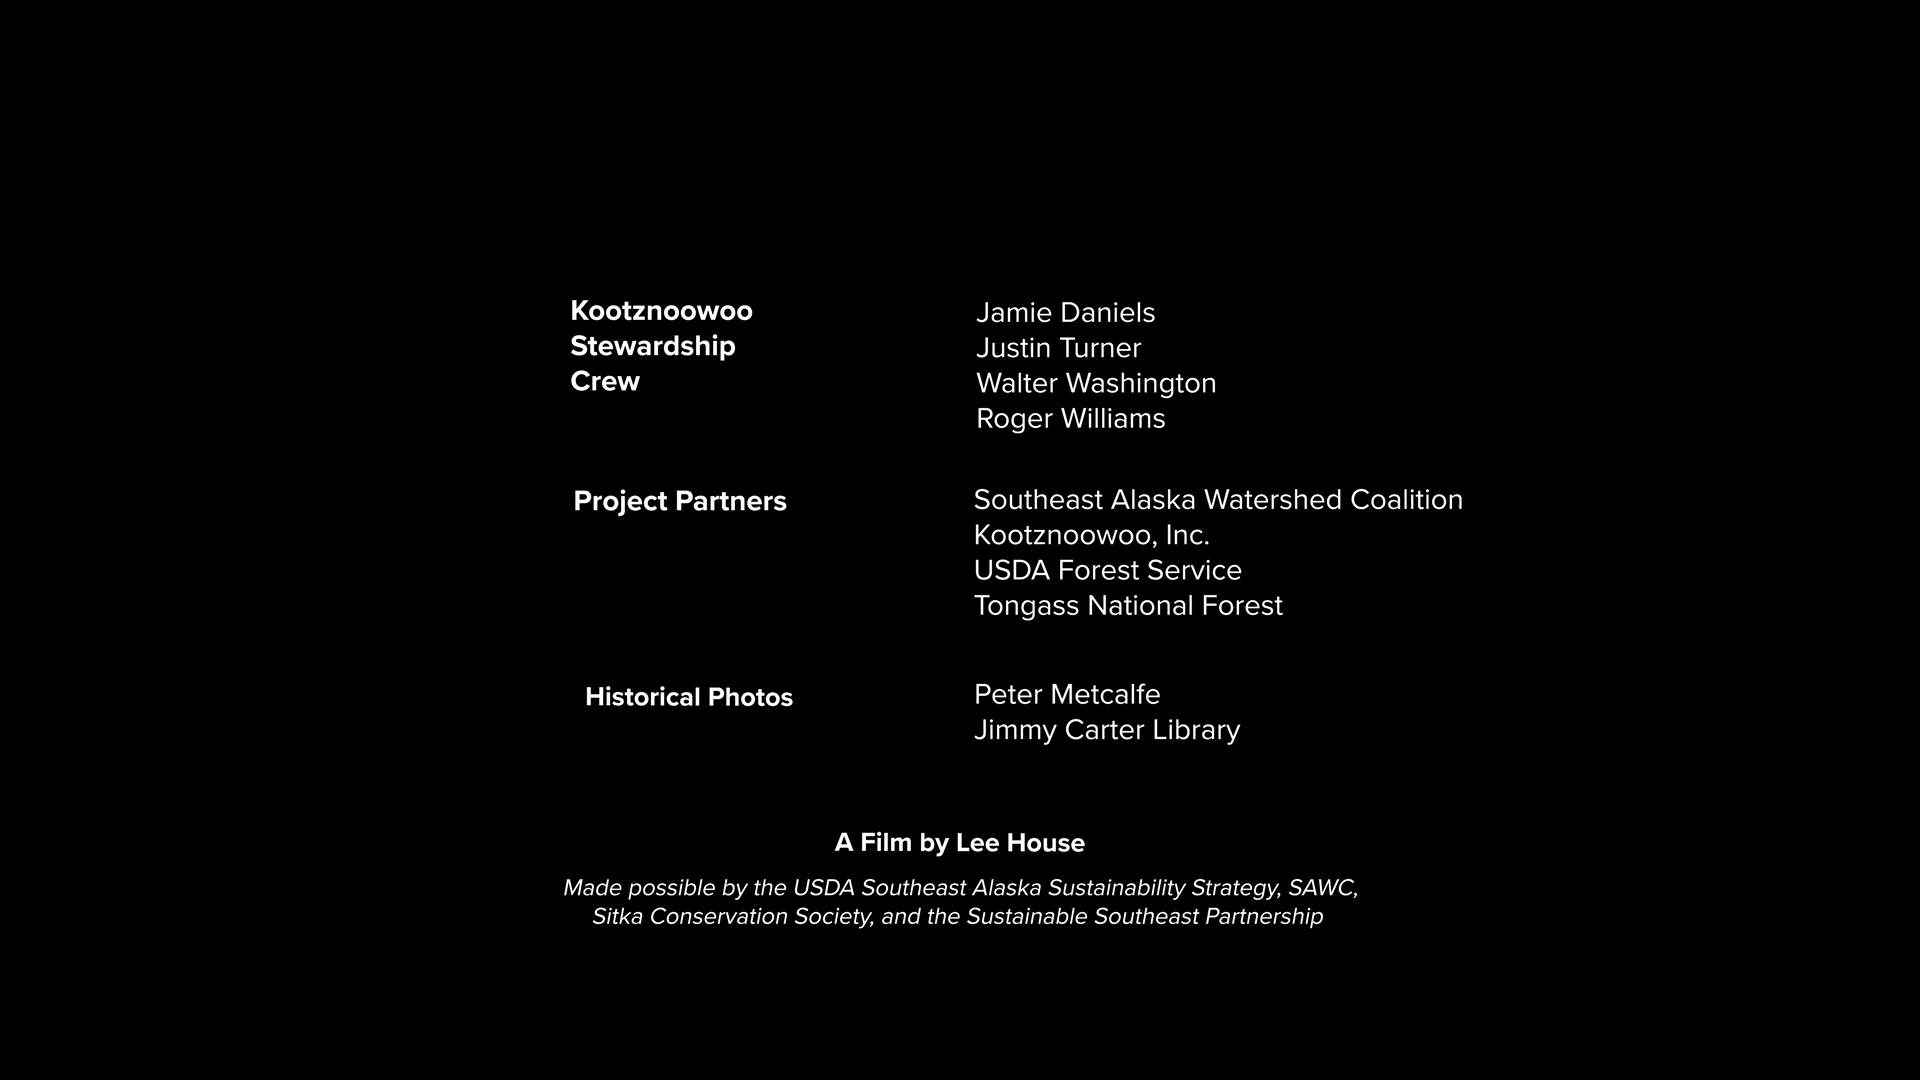 Kootznoowoo
Stewardship
Crew
Jamie Daniels
Justin Turner
Walter Washington
Roger Williams
Project Partners
Southeast Alaska Watershed Coalition
Kootznoowoo, Inc.
USDA Forest Service
Tongass National Forest
Historical Photos
Peter Metcalfe
Jimmy Carter Library
A Film by Lee House
Made possible by the USDA Southeast Alaska Sustainability Strategy, SAWC,
Sitka Conservation Society, and the Sustainable Southeast Partnership